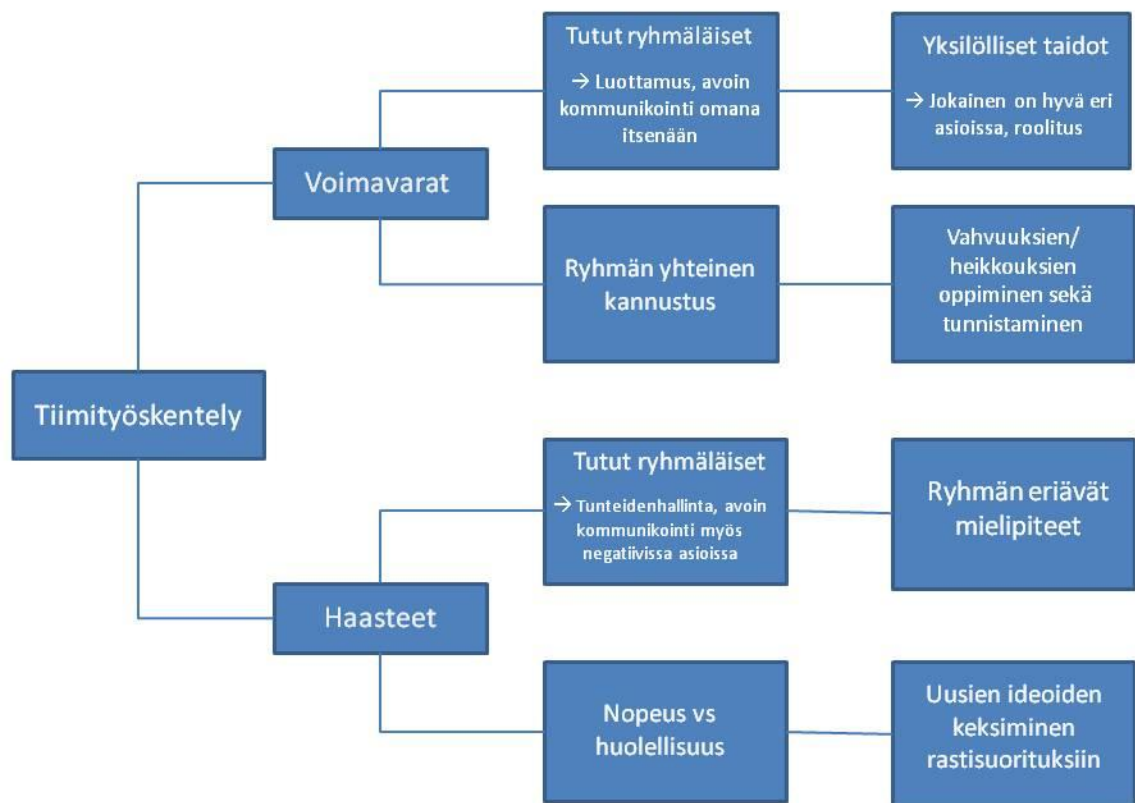 Tiimityöskentely
Voimavarat
Tutut ryhmäläiset
→ Luottamus, avoin
kommunikointi omana
itsenään
Yksilölliset taidot
→ Jokainen on hyvä eri
asioissa, roolitus
Ryhmän yhteinen
kannustus
Vahvuuksien/
heikkouksien
oppiminen sekä
tunnistaminen
Haasteet
Tutut ryhmäläiset
→ Tunteidenhallinta, avoin
kommunikointi myös
negatiivissa asioissa
Ryhmän eriävät
mielipiteet
Nopeus vs
huolellisuus
Uusien ideoiden
keksiminen
rastisuorituksiin